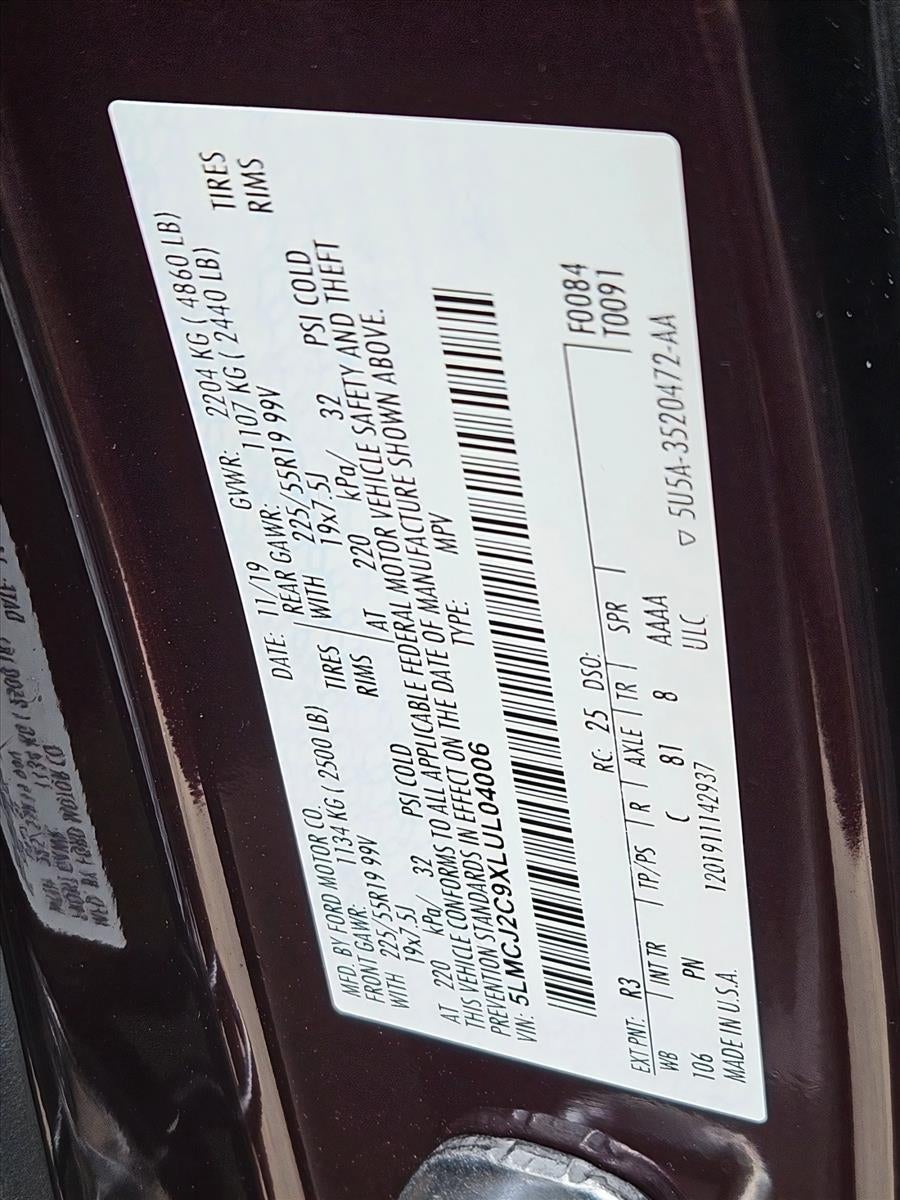 MFD. BY FORD MOTOR CO.
DATE: 11/19 GVWR: 2204 KG ( 4860 LB)
FRONT GAWR: 1134 KG ( 2500 LB) REAR GAWR: 1107 KG ( 2440 LB)
WITH 225/55R19 99V TIRES WITH 225/55R19 99V TIRES
19x7.5J RIMS 19x7.5J RIMS
AT 220 kPa/ 32 PSI COLD AT 220 kPa/ 32 PSI COLD
THIS VEHICLE CONFORMS TO ALL APPLICABLE FEDERAL MOTOR VEHICLE SAFETY AND THEFT
PREVENTION STANDARDS IN EFFECT ON THE DATE OF MANUFACTURE SHOWN ABOVE.
VIN: 5LMCJ2C9XLUL04006 TYPE: MPV
EXT PNT: R3 RC: 25 DSO: F0084
WB INT TR TP/PS R AXLE TR SPR T0091
106 PN C 81 8 AAAA
MADE IN U.S.A. 120191114293​7 ULC
▽ 5U5A-3520472-AA